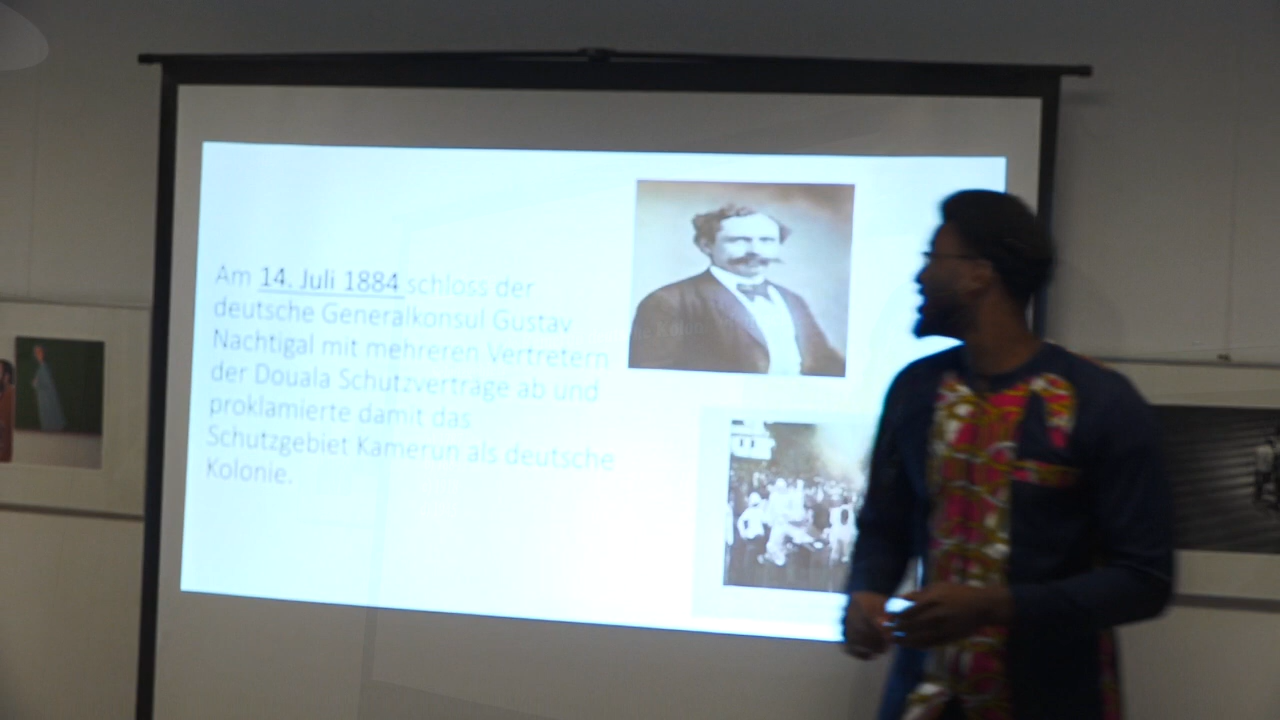 Am 14. Juli 1884 schloss der
deutsche Generalkonsul Gustav
Nachtigal mit mehreren Vertretern
der Douala Schutzverträge ab und
proklamierte damit das
Schutzgebiet Kamerun als deutsche
Kolonie.